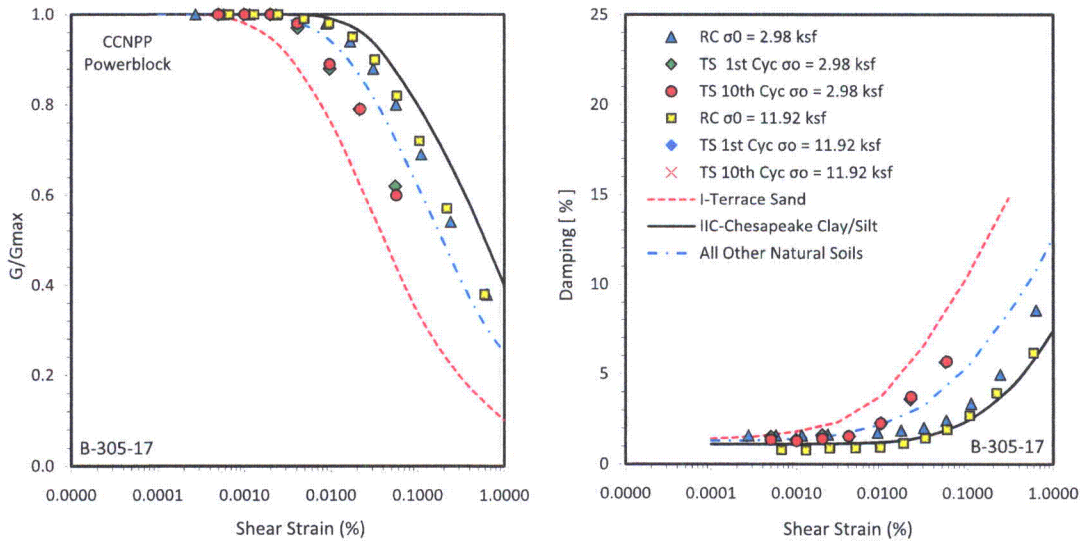 1.0
0.8
0.6
0.4
0.2
0.0
G/Gmax
CCNPP
Powerblock
B-305-17
0.0000 0.0001 0.0010 0.0100 0.1000 1.0000
Shear Strain (%)
25
20
15
10
5
0
Damping [ % ]
RC σ0 = 2.98 ksf
TS 1st Cyc σo = 2.98 ksf
TS 10th Cyc σo = 2.98 ksf
RC σ0 = 11.92 ksf
TS 1st Cyc σo = 11.92 ksf
TS 10th Cyc σo = 11.92 ksf
I-Terrace Sand
IIC-Chesapeake Clay/Silt
All Other Natural Soils
B-305-17
0.0000 0.0001 0.0010 0.0100 0.1000 1.0000
Shear Strain (%)